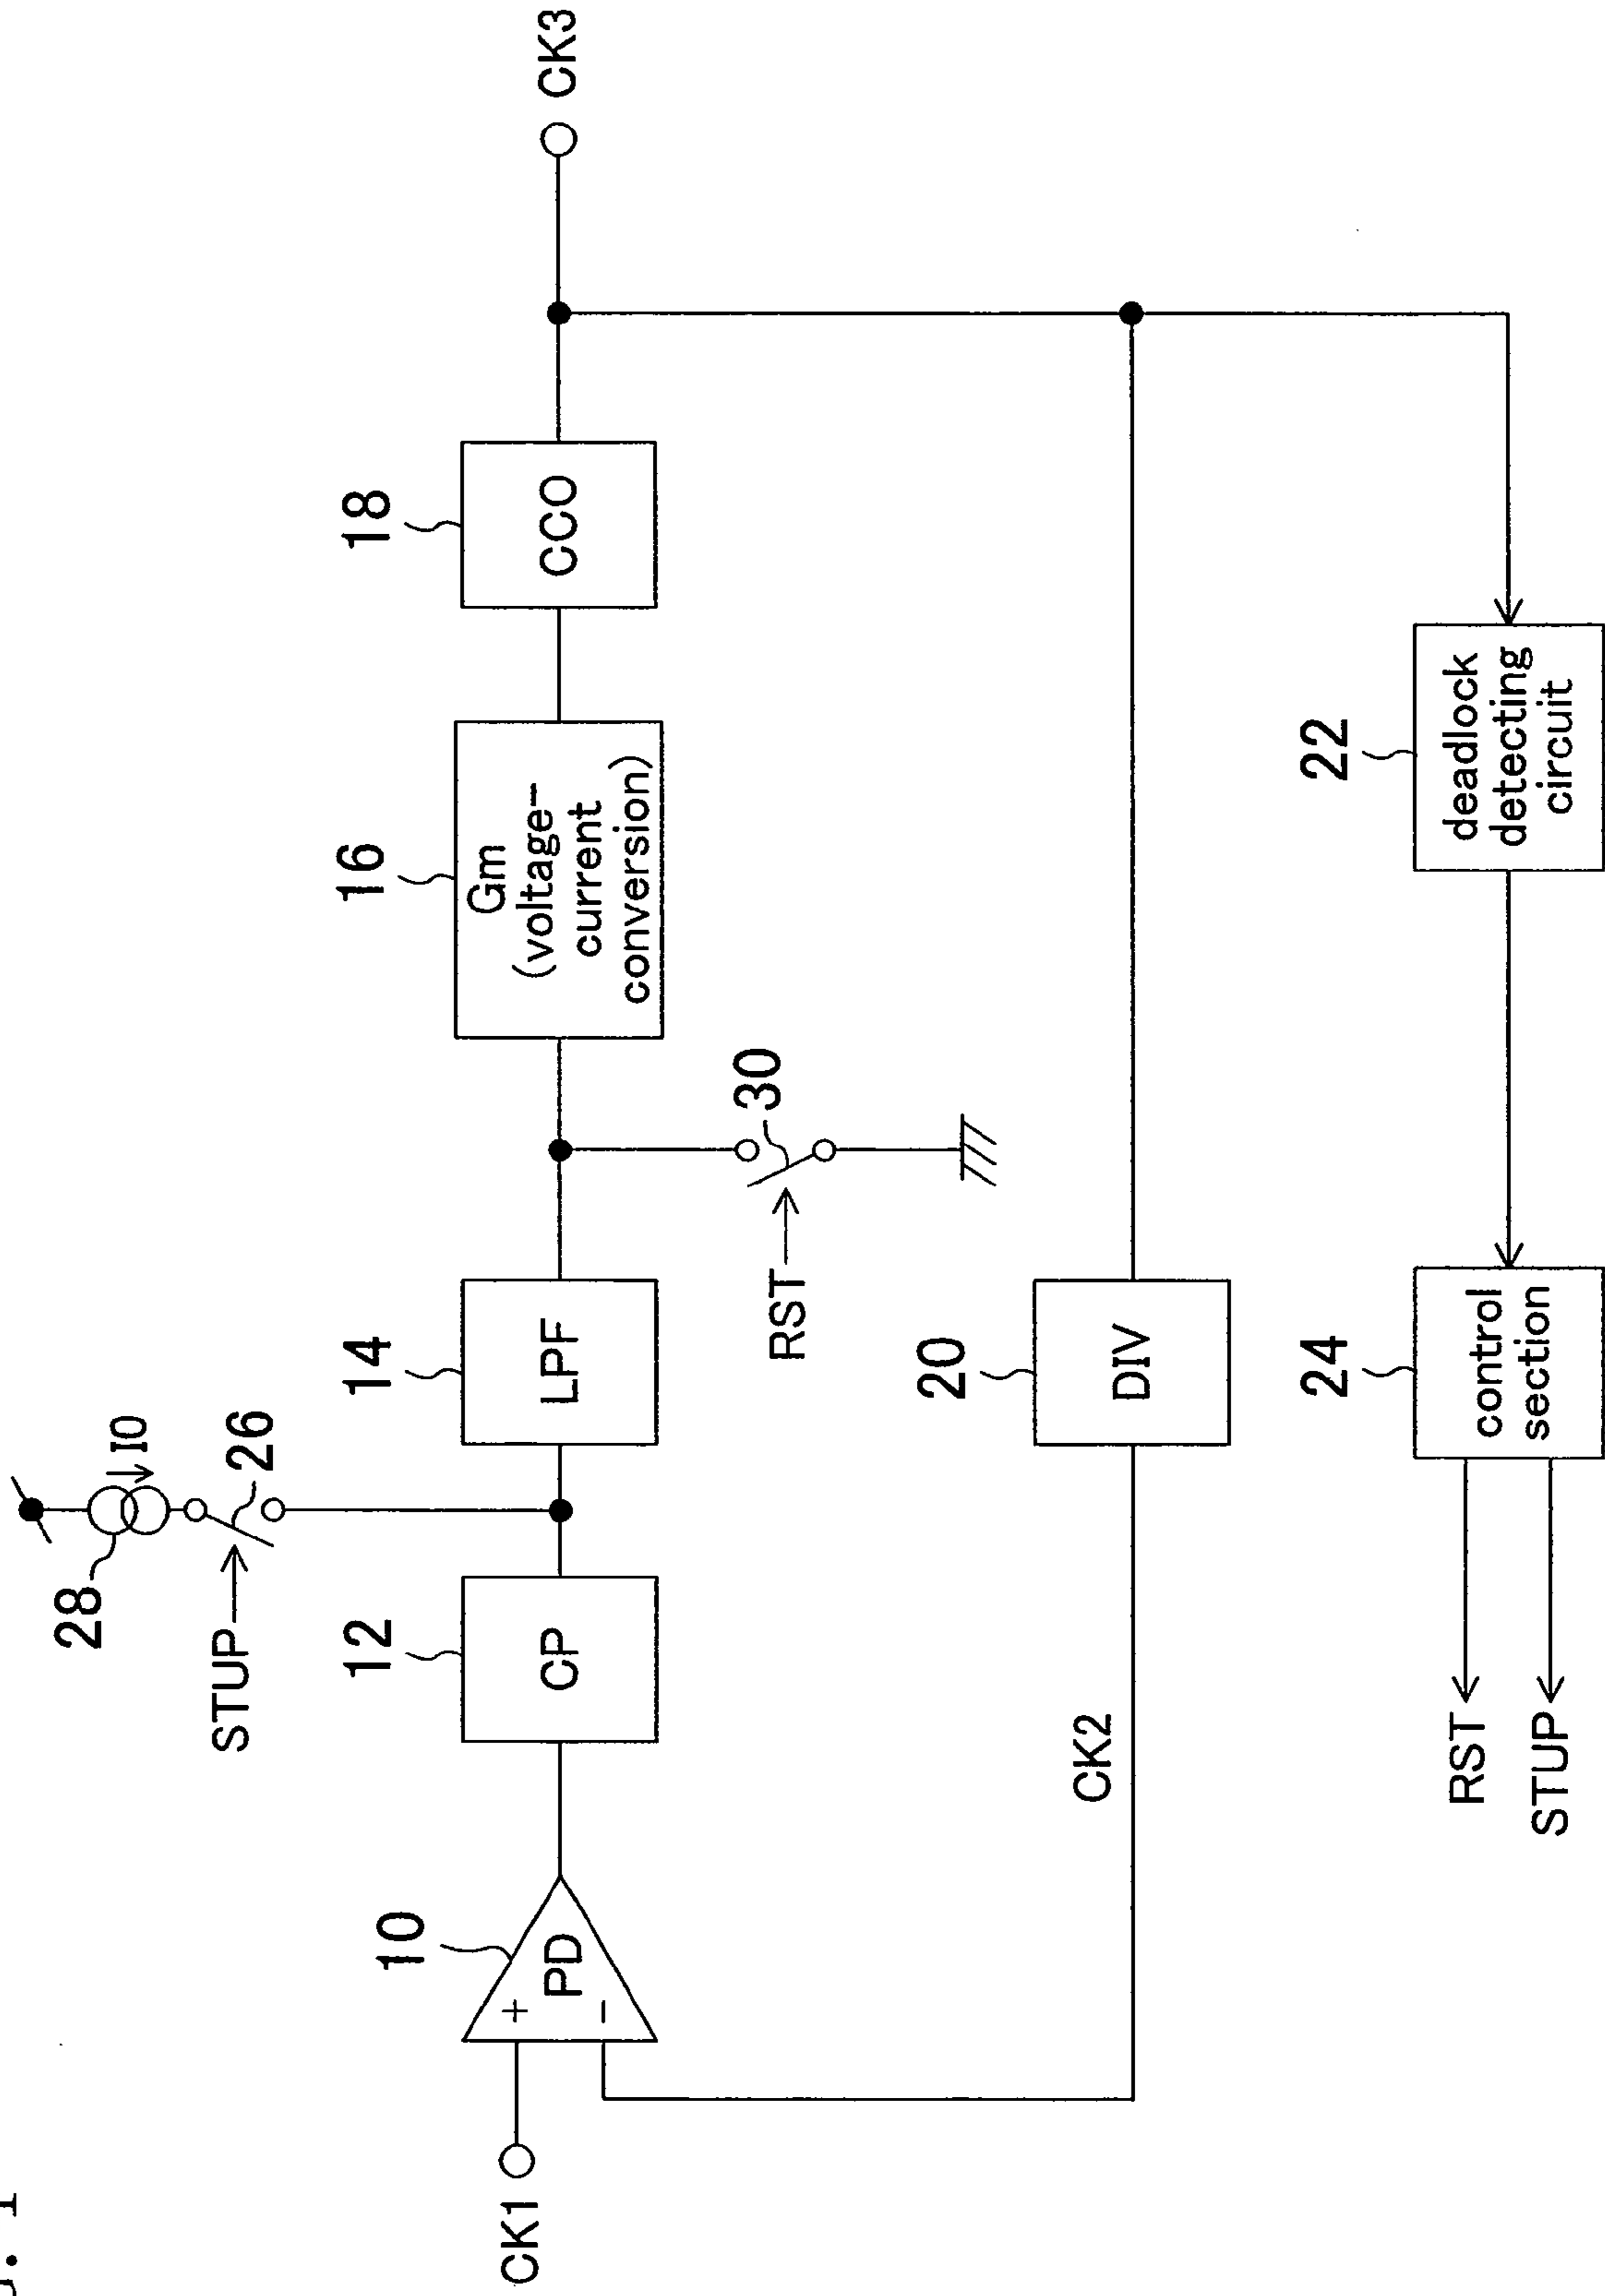 28
I0
STUP
26
10
12
14
16
18
CK1
+
−
PD
CP
LPF
Gm
(voltage-
current
conversion)
CCO
CK3
RST
30
20
CK2
DIV
24
22
RST
STUP
control
section
deadlock
detecting
circuit